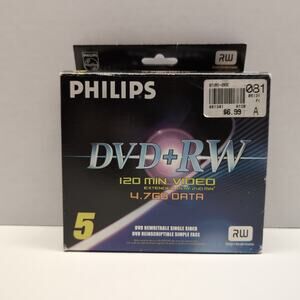 RW
PHILIPS
081
$6.99 A
DVD+RW
120 MIN. VIDEO
4.7GB DATA
5
DVD REWRITABLE SINGLE SIDED
DVD REINSCRIPTIBLE SIMPLE FACE
RW